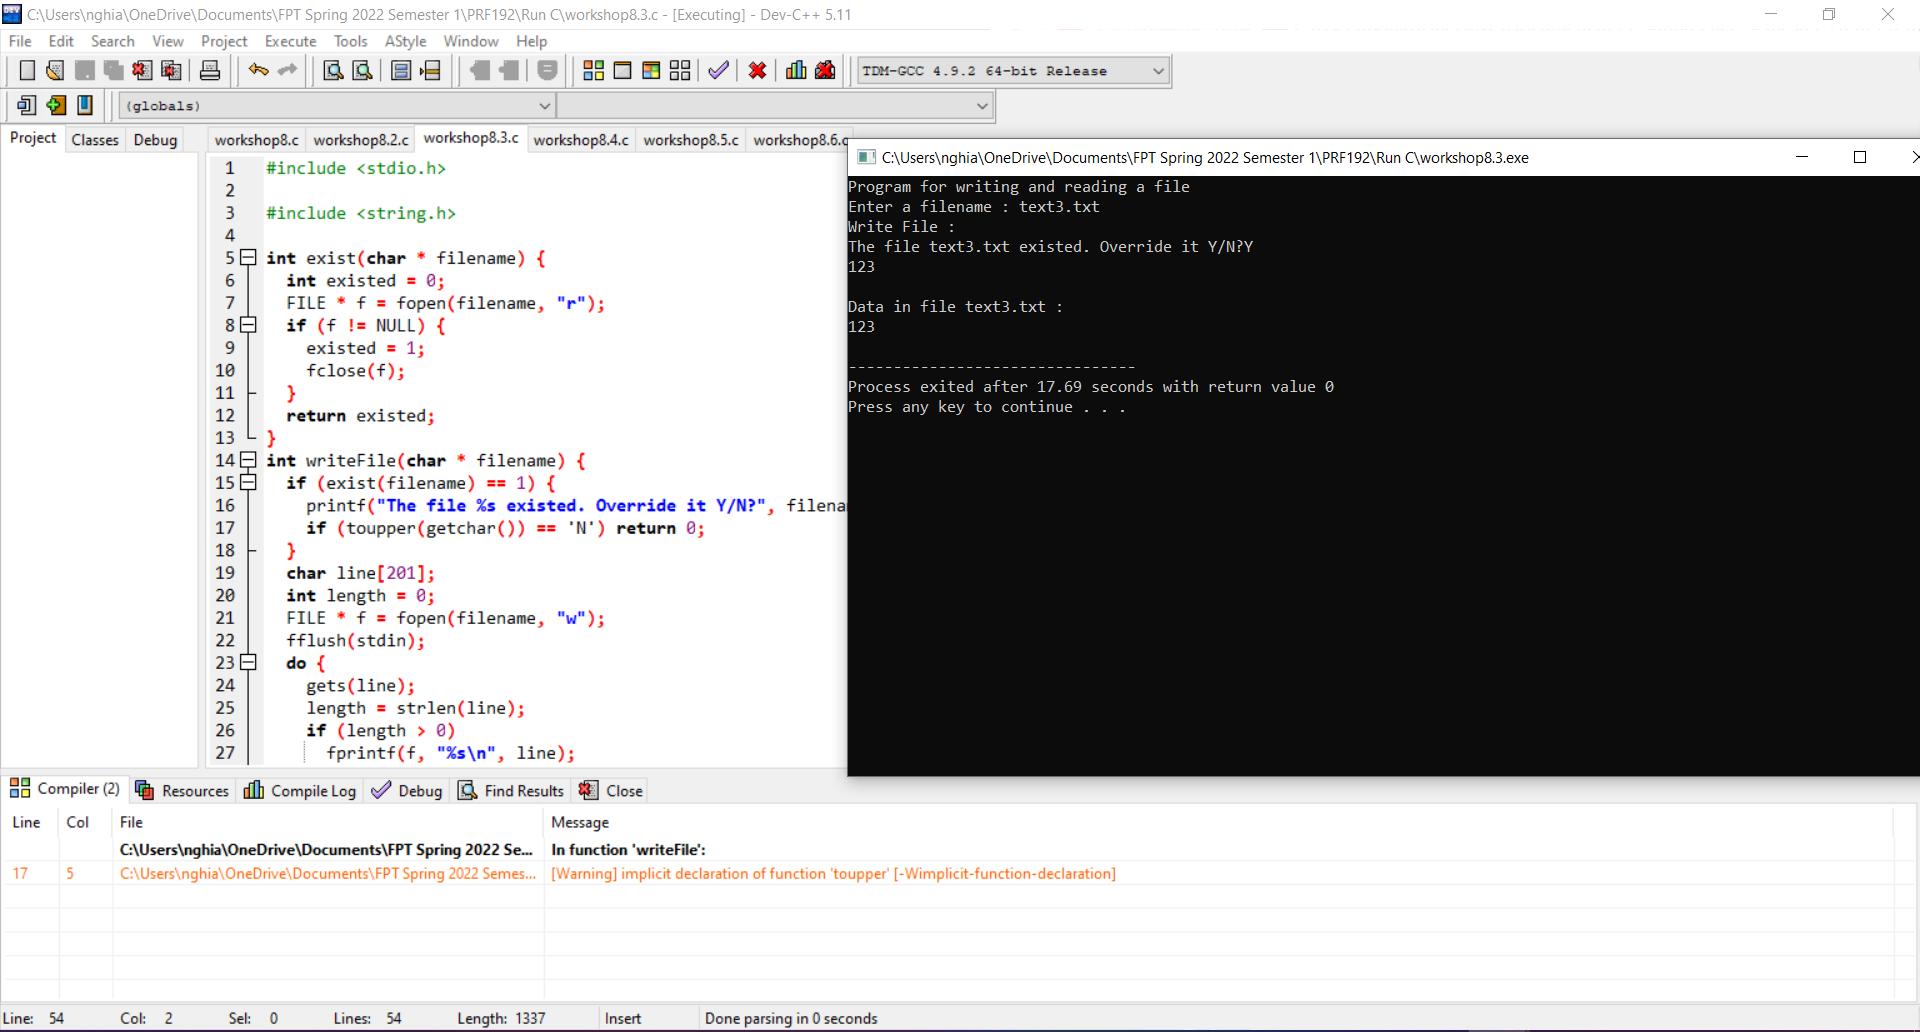 C:\Users\nghia\OneDrive\Documents\FPT Spring 2022 Semester 1\PRF192\Run C\workshop8.3.c - [Executing] - Dev-C++ 5.11
File Edit Search View Project Execute Tools AStyle Window Help
TDM-GCC 4.9.2 64-bit Release
(globals)
Project Classes Debug workshop8.c workshop8.2.c workshop8.3.c workshop8.4.c workshop8.5.c workshop8.6.c
1 #include <stdio.h>
2
3 #include <string.h>
4
5 int exist(char * filename) {
6 int existed = 0;
7 FILE * f = fopen(filename, "r");
8 if (f != NULL) {
9 existed = 1;
10 fclose(f);
11 }
12 return existed;
13 }
14 int writeFile(char * filename) {
15 if (exist(filename) == 1) {
16 printf("The file %s existed. Override it Y/N?", filena
17 if (toupper(getchar()) == 'N') return 0;
18 }
19 char line[201];
20 int length = 0;
21 FILE * f = fopen(filename, "w");
22 fflush(stdin);
23 do {
24 gets(line);
25 length = strlen(line);
26 if (length > 0)
27 fprintf(f, "%s\n", line);
C:\Users\nghia\OneDrive\Documents\FPT Spring 2022 Semester 1\PRF192\Run C\workshop8.3.exe
Program for writing and reading a file
Enter a filename : text3.txt
Write File :
The file text3.txt existed. Override it Y/N?Y
123
Data in file text3.txt :
123
--------------------------------
Process exited after 17.69 seconds with return value 0
Press any key to continue . . .
Compiler (2) Resources Compile Log Debug Find Results Close
Line Col File Message
C:\Users\nghia\OneDrive\Documents\FPT Spring 2022 Se... In function 'writeFile':
17 5 C:\Users\nghia\OneDrive\Documents\FPT Spring 2022 Semes... [Warning] implicit declaration of function 'toupper' [-Wimplicit-function-declaration]
Line: 54 Col: 2 Sel: 0 Lines: 54 Length: 1337 Insert Done parsing in 0 seconds